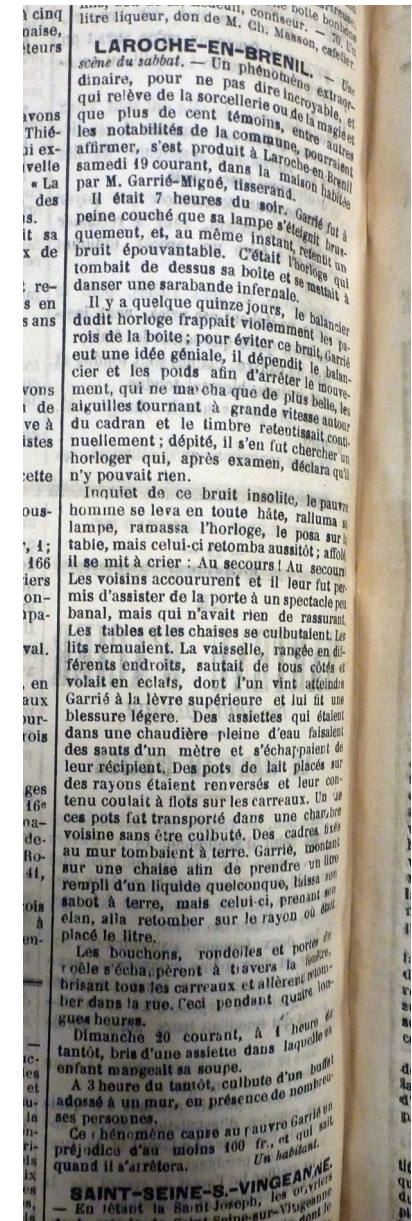 litre liqueur, don de M. Ch. Masson, cafetier.
LAROCHE-EN-BRENIL. — Une
scène du sabbat. — Un phénomène extraor-
dinaire, pour ne pas dire incroyable, et
qui relève de la sorcellerie ou de la magie et
que plus de cent témoins, entre autres
les notabilités de la commune, pourraient
affirmer, s'est produit à Laroche-en-Brenil
samedi 19 courant, dans la maison habitée
par M. Garrié-Migné, tisserand.
Il était 7 heures du soir. Garrié fut à
peine couché que sa lampe s'éteignit brus-
quement, et, au même instant, retentit un
bruit épouvantable. C'était l'horloge qui
tombait de dessus sa boîte et se mettait à
danser une sarabande infernale.
Il y a quelque quinze jours, le balancier
dudit horloge frappait violemment les pa-
rois de la boîte ; pour éviter ce bruit, Garrié
eut une idée géniale, il dépendit le balan-
cier et les poids afin d'arrêter le mouve-
ment, qui ne marcha que de plus belle, les
aiguilles tournant à grande vitesse autour
du cadran et le timbre retentissait conti-
nuellement ; dépité, il s'en fut chercher un
horloger qui, après examen, déclara qu'il
n'y pouvait rien.
Inquiet de ce bruit insolite, le pauvre
homme se leva en toute hâte, ralluma sa
lampe, ramassa l'horloge, le posa sur la
table, mais celui-ci retomba aussitôt ; affolé
il se mit à crier : Au secours ! Au secours
Les voisins accoururent et il leur fut per-
mis d'assister de la porte à un spectacle peu
banal, mais qui n'avait rien de rassurant.
Les tables et les chaises se culbutaient. Les
lits remuaient. La vaisselle, rangée en dif-
férents endroits, sautait de tous côtés et
volait en éclats, dont l'un vint atteindre
Garrié à la lèvre supérieure et lui fit une
blessure légere. Des assiettes qui étaient
dans une chaudière pleine d'eau faisaient
des sauts d'un mètre et s'échappaient de
leur récipient. Des pots de lait placés sur
des rayons étaient renversés et leur con-
tenu coulait à flots sur les carreaux. Un de
ces pots fut transporté dans une chambre
voisine sans être culbuté. Des cadres fixés
au mur tombaient à terre. Garrié, montant
sur une chaise afin de prendre un litre
rempli d'un liquide quelconque, laissa son
sabot à terre, mais celui-ci, prenant son
élan, alla retomber sur le rayon où était
placé le litre.
Les bouchons, rondelles et portes de
poêle s'échappèrent à travers la fenêtre,
brisant tous les carreaux et allèrent retom-
ber dans la rue. Ceci pendant quatre lon-
gues heures.
Dimanche 20 courant, à 1 heure de
tantôt, bris d'une assiette dans laquelle un
enfant mangeait sa soupe.
A 3 heure du tantôt, culbute d'un buffet
adossé à un mur, en présence de nombreu-
ses personnes.
Ce phénomène cause au pauvre Garrié un
préjudice d'au moins 100 fr., et qui sait
quand il s'arrêtera. Un habitant.
SAINT-SEINE-S.-VINGEANNE.
— En fêtant la Saint Joseph, les ouvriers